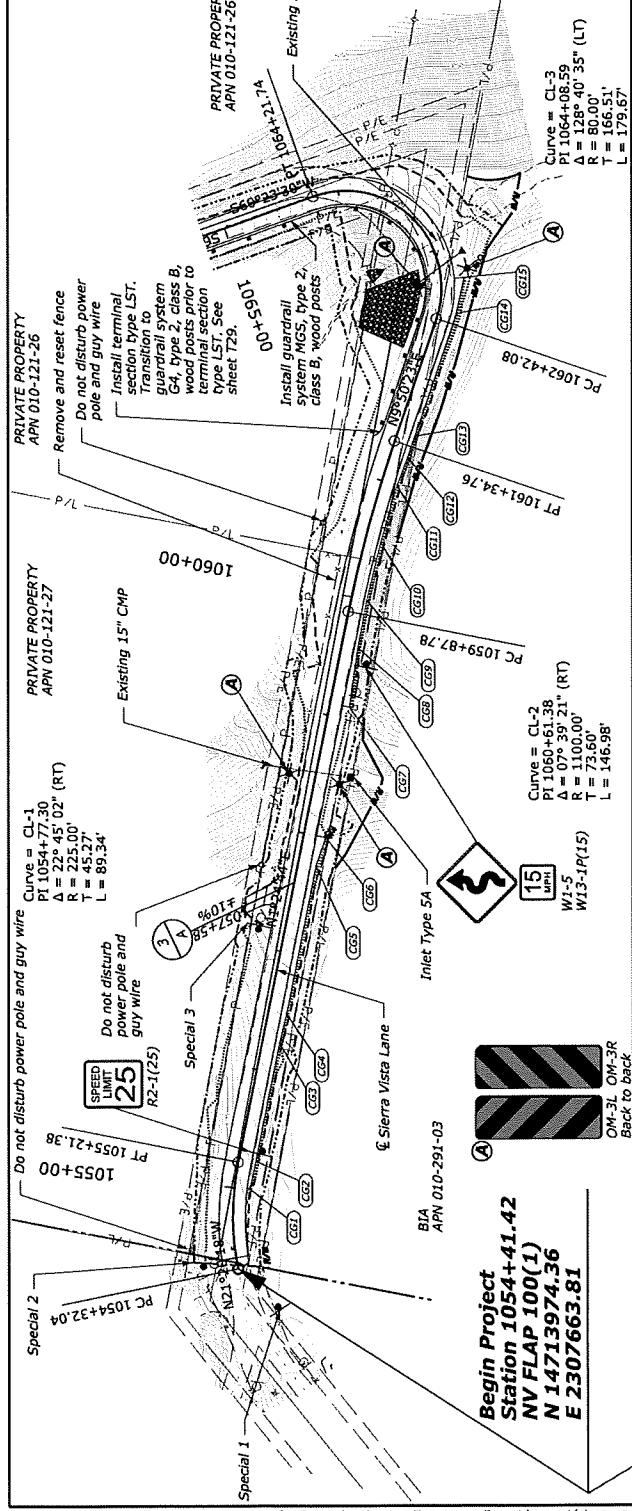 Do not disturb power pole and guy wire
Curve = CL-1
PI 1054+77.30
Δ = 22° 45' 02" (RT)
R = 225.00'
T = 45.27'
L = 89.34'
PRIVATE PROPERTY
APN 010-121-27
PRIVATE PROPERTY
APN 010-121-26
Remove and reset fence
Do not disturb power
pole and guy wire
Install terminal
section type LST.
Transition to
guardrail system
G4, type 2, class B,
wood posts prior to
terminal section
type LST. See
sheet T29.
Install guardrail
system MGS, type 2,
class B, wood posts
PRIVATE PROPER
APN 010-121-26
Existing
Special 2
PC 1054+32.04
1055+00
PT 1055+21.38
SPEED
LIMIT
25
R2-1(25)
Do not disturb
power pole and
guy wire
Special 3
3
A
1057+58
±10%
Existing 15" CMP
A
P/L
1060+00
P/L
1065+00
PT 1064+21.74
P/E
P/E
Special 1
CG1
CG2
CG3
CG4
CG5
CG6
CG7
CG8
CG9
CG10
CG11
CG12
CG13
CG14
CG15
N9°50'23"E
A
A
A
℄ Sierra Vista Lane
Inlet Type 5A
PC 1059+87.78
PT 1061+34.76
PC 1062+42.08
BIA
APN 010-291-03
Begin Project
Station 1054+41.42
NV FLAP 100(1)
N 14713974.36
E 2307663.81
A
OM-3L OM-3R
Back to back
15
MPH
W1-5
W13-1P(15)
Curve = CL-2
PI 1060+61.38
Δ = 07° 39' 21" (RT)
R = 1100.00'
T = 73.60'
L = 146.98'
Curve = CL-3
PI 1064+08.59
Δ = 128° 40' 35" (LT)
R = 80.00'
T = 166.51'
L = 179.67'